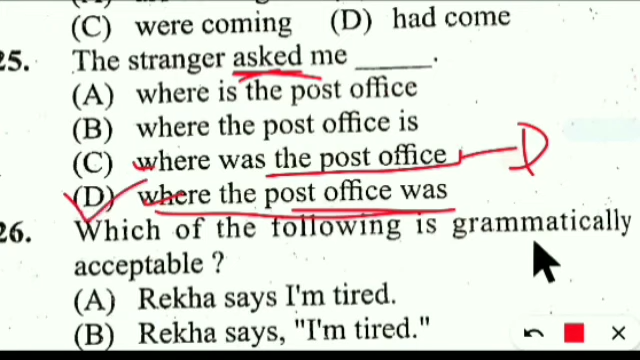 (C) were coming (D) had come
25. The stranger asked me ______.
(A) where is the post office
(B) where the post office is
(C) where was the post office D
(D) where the post office was
26. Which of the following is grammatically
acceptable ?
(A) Rekha says I'm tired.
(B) Rekha says, "I'm tired."